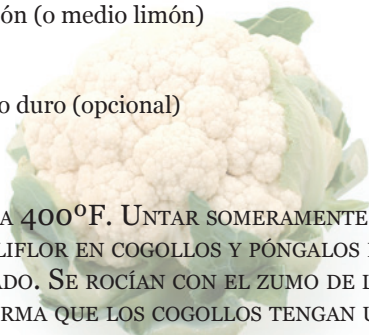 ón (o medio limón)
o duro (opcional)
a 400ºF. Untar someramente
liflor en cogollos y póngalos
ado. Se rocían con el zumo de
rma que los cogollos tengan